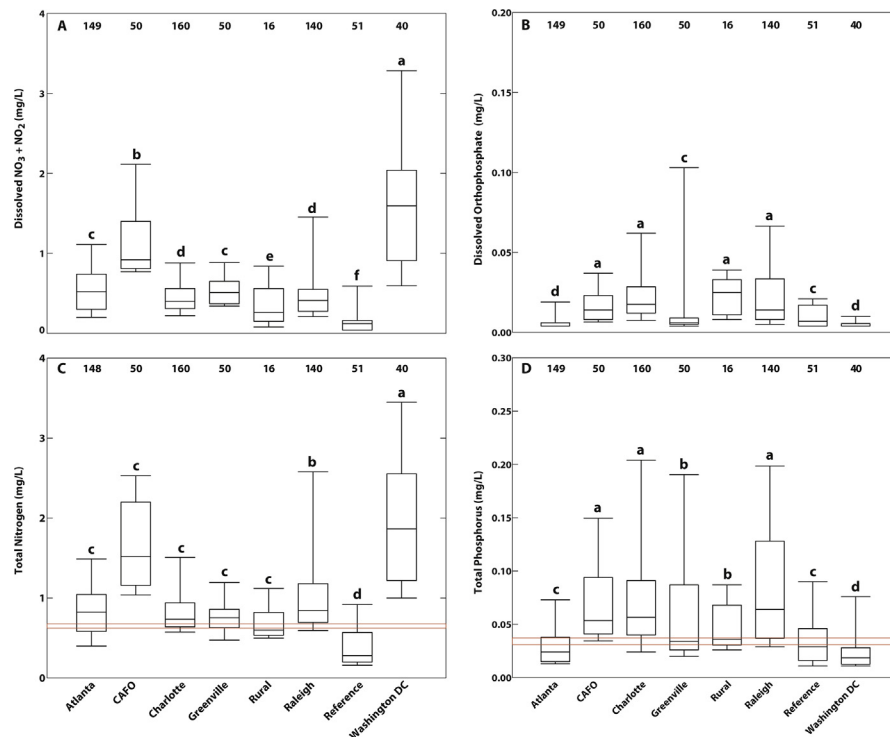 A 149 50 160 50 16 140 51 40
4
3
2
1
0
Dissolved NO3 + NO2 (mg/L)
c b d c e d f a
B 149 50 160 50 16 140 51 40
0.20
0.15
0.10
0.05
0.00
Dissolved Orthophosphate (mg/L)
d a a c a a c d
C 148 50 160 50 16 140 51 40
4
3
2
1
0
Total Nitrogen (mg/L)
c c c c c b d a
Atlanta
CAFO
Charlotte
Greenville
Rural
Raleigh
Reference
Washington DC
D 149 50 160 50 16 140 51 40
0.30
0.25
0.20
0.15
0.10
0.05
0.00
Total Phosphorus (mg/L)
c a a b b a c d
Atlanta
CAFO
Charlotte
Greenville
Rural
Raleigh
Reference
Washington DC